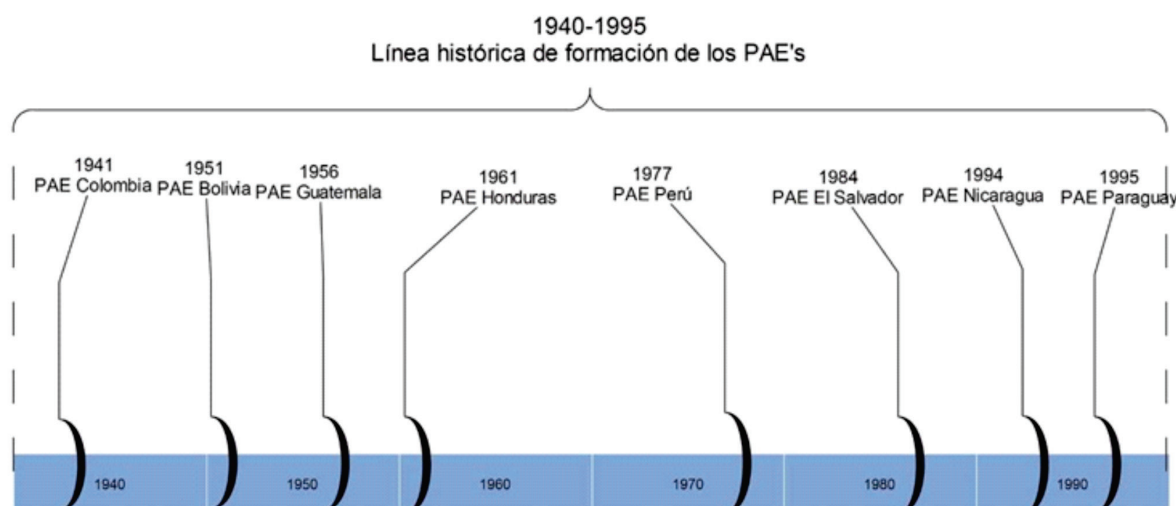 1940-1995
Línea histórica de formación de los PAE's
1941
PAE Colombia
1951
PAE Bolivia
1956
PAE Guatemala
1961
PAE Honduras
1977
PAE Perú
1984
PAE El Salvador
1994
PAE Nicaragua
1995
PAE Paraguay
1940
1950
1960
1970
1980
1990